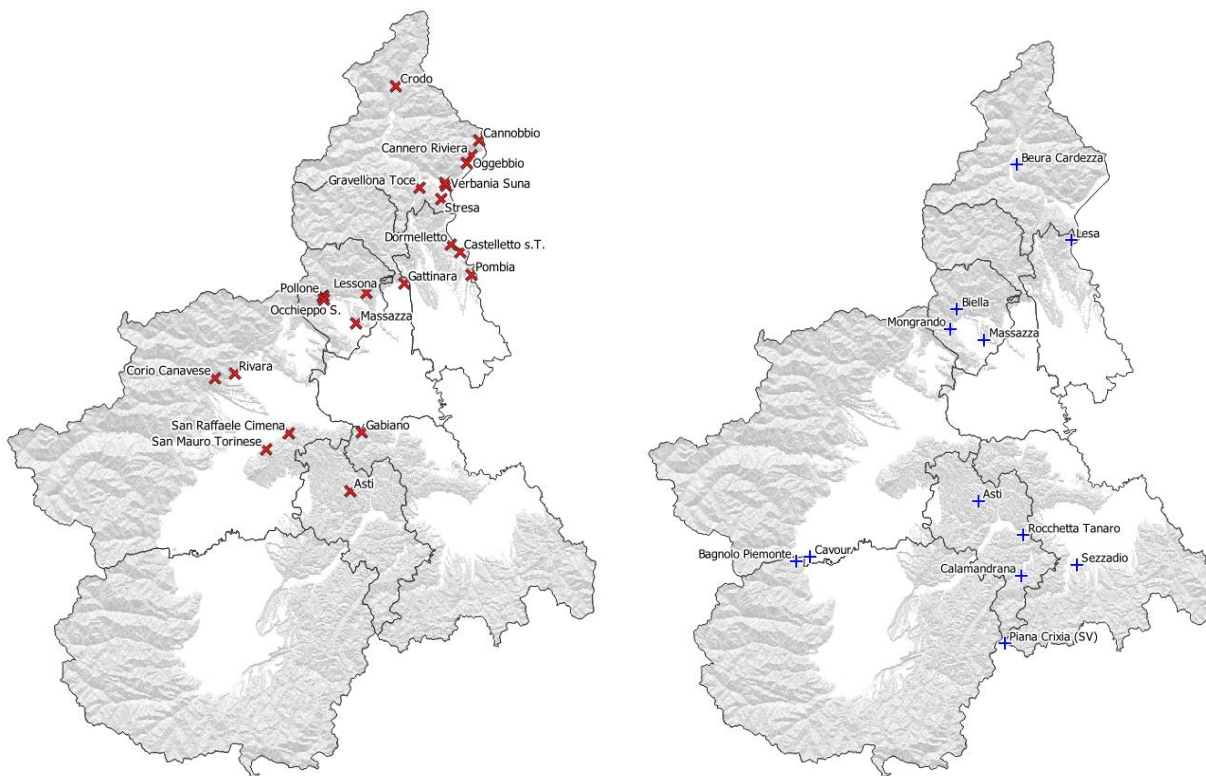 Crodo
Cannobbio
Cannero Riviera
Oggebbio
Gravellona Toce
Verbania Suna
Stresa
Dormelletto
Castelletto s.T.
Pombia
Gattinara
Lessona
Pollone
Occhieppo S.
Massazza
Rivara
Corio Canavese
San Raffaele Cimena
Gabiano
San Mauro Torinese
Asti
Beura Cardezza
Lesa
Biella
Mongrando
Massazza
Asti
Rocchetta Tanaro
Bagnolo Piemonte
Cavour
Sezzadio
Calamandrana
Piana Crixia (SV)